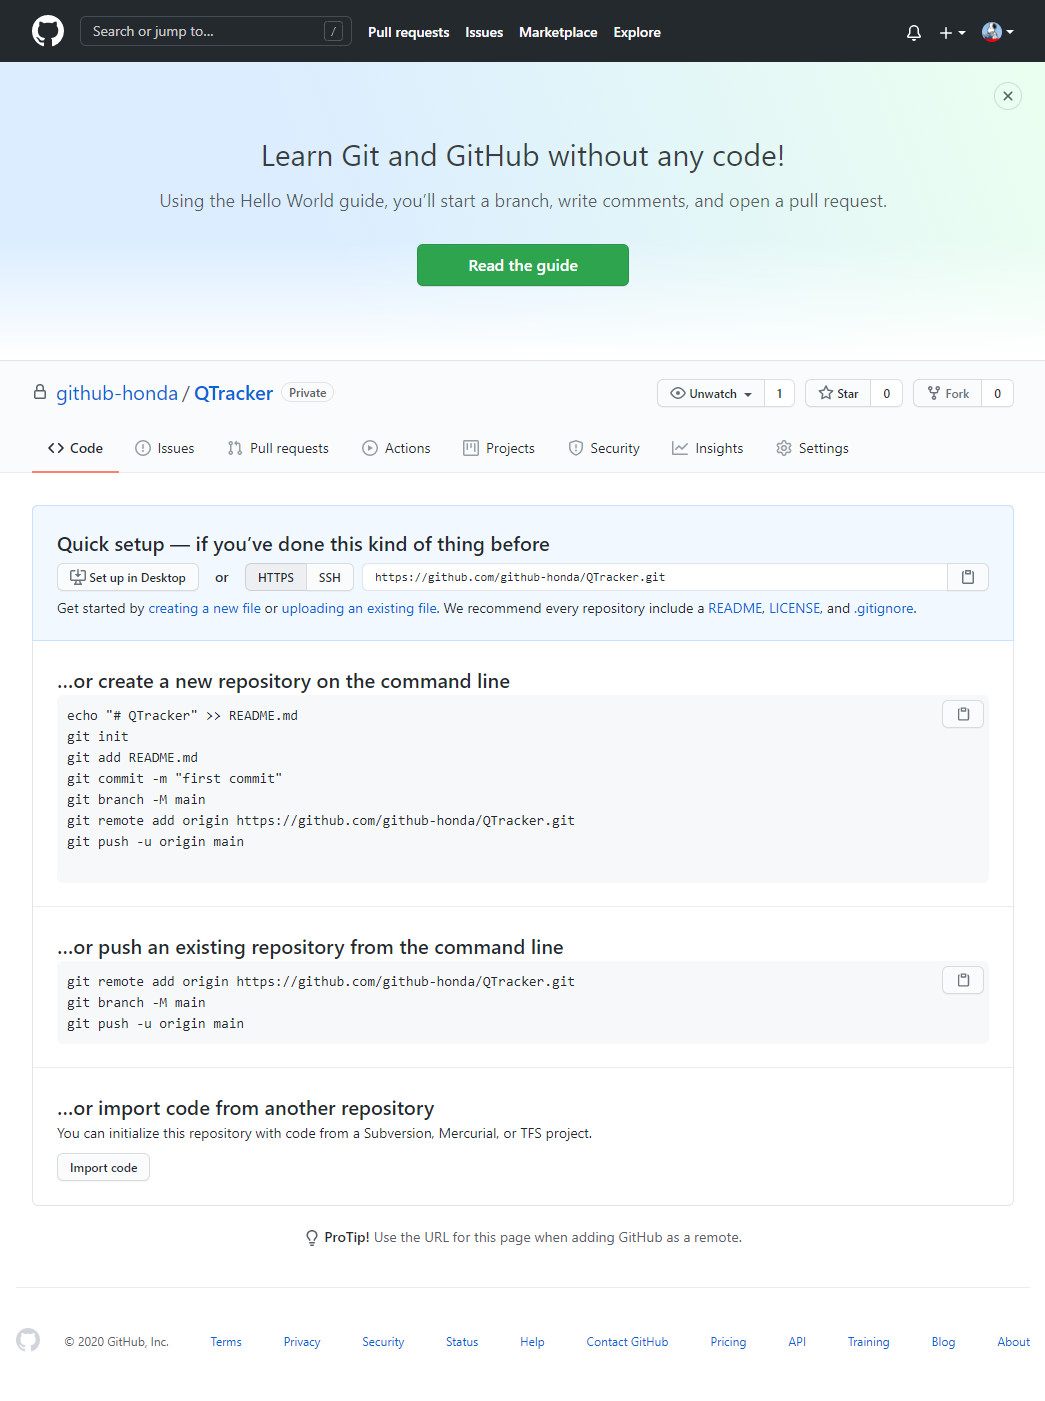 Search or jump to...
/
Pull requests Issues Marketplace Explore
Learn Git and GitHub without any code!
Using the Hello World guide, you’ll start a branch, write comments, and open a pull request.
Read the guide
github-honda / QTracker Private
Unwatch 1 Star 0 Fork 0
Code Issues Pull requests Actions Projects Security Insights Settings
Quick setup — if you’ve done this kind of thing before
Set up in Desktop or HTTPS SSH https://github.com/github-honda/QTracker.git
Get started by creating a new file or uploading an existing file. We recommend every repository include a README, LICENSE, and .gitignore.
…or create a new repository on the command line
echo "# QTracker" >> README.md
git init
git add README.md
git commit -m "first commit"
git branch -M main
git remote add origin https://github.com/github-honda/QTracker.git
git push -u origin main
…or push an existing repository from the command line
git remote add origin https://github.com/github-honda/QTracker.git
git branch -M main
git push -u origin main
…or import code from another repository
You can initialize this repository with code from a Subversion, Mercurial, or TFS project.
Import code
ProTip! Use the URL for this page when adding GitHub as a remote.
© 2020 GitHub, Inc. Terms Privacy Security Status Help Contact GitHub Pricing API Training Blog About